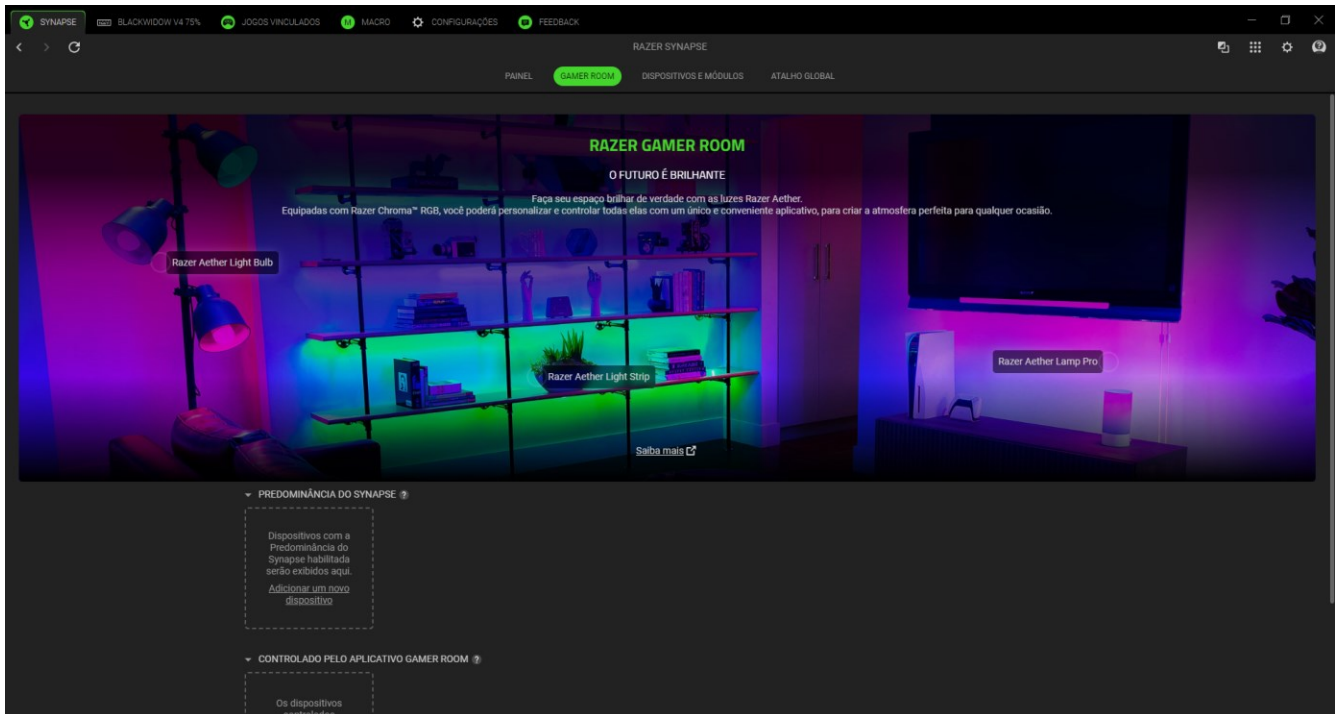 SYNAPSE
BLACKWIDOW V4 75%
JOGOS VINCULADOS
M MACRO
CONFIGURAÇÕES
FEEDBACK
RAZER SYNAPSE
PAINEL
GAMER ROOM
DISPOSITIVOS E MÓDULOS
ATALHO GLOBAL
RAZER GAMER ROOM
O FUTURO É BRILHANTE
Faça seu espaço brilhar de verdade com as luzes Razer Aether.
Equipadas com Razer Chroma™ RGB, você poderá personalizar e controlar todas elas com um único e conveniente aplicativo, para criar a atmosfera perfeita para qualquer ocasião.
Razer Aether Light Bulb
Razer Aether Lamp Pro
Razer Aether Light Strip
Saiba mais
PREDOMINÂNCIA DO SYNAPSE ?
Dispositivos com a
Predominância do
Synapse habilitada
serão exibidos aqui.
Adicionar um novo
dispositivo
CONTROLADO PELO APLICATIVO GAMER ROOM ?
Os dispositivos
controlados